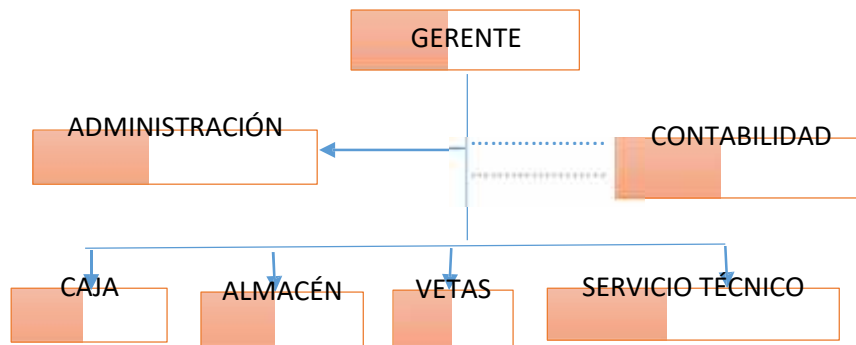 GERENTE
ADMINISTRACIÓN
CONTABILIDAD
CAJA
ALMACÉN
VETAS
SERVICIO TÉCNICO